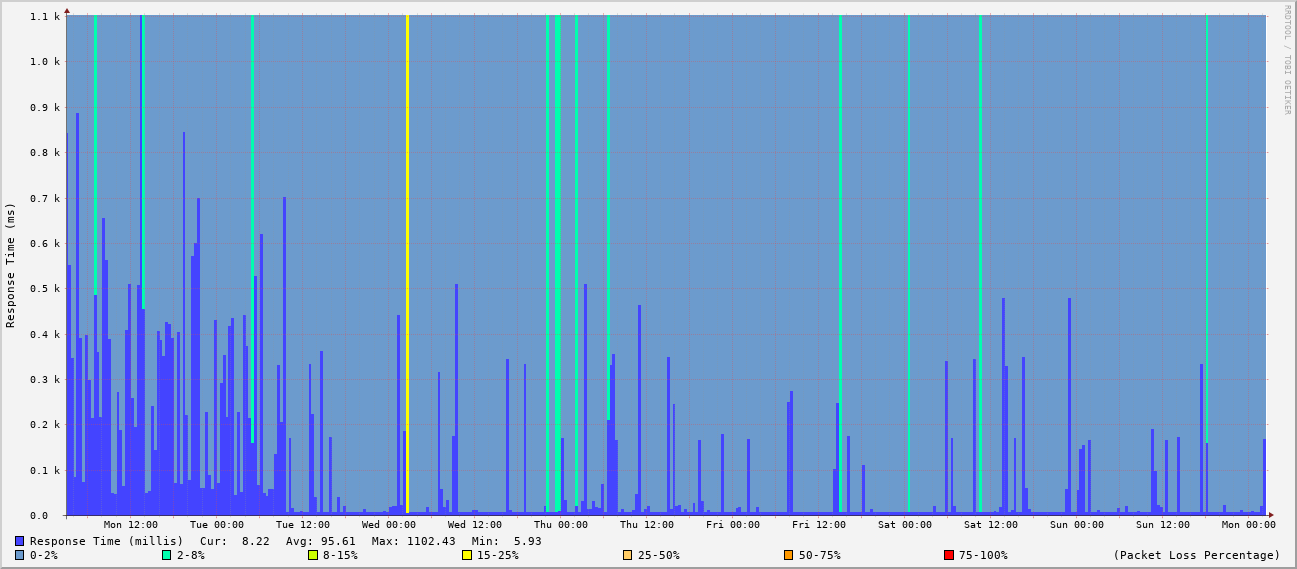 RRDTOOL / TOBI OETIKER
Response Time (ms)
1.1 k
1.0 k
0.9 k
0.8 k
0.7 k
0.6 k
0.5 k
0.4 k
0.3 k
0.2 k
0.1 k
0.0
Mon 12:00 Tue 00:00 Tue 12:00 Wed 00:00 Wed 12:00 Thu 00:00 Thu 12:00 Fri 00:00 Fri 12:00 Sat 00:00 Sat 12:00 Sun 00:00 Sun 12:00 Mon 00:00
Response Time (millis) Cur: 8.22 Avg: 95.61 Max: 1102.43 Min: 5.93
0-2% 2-8% 8-15% 15-25% 25-50% 50-75% 75-100% (Packet Loss Percentage)